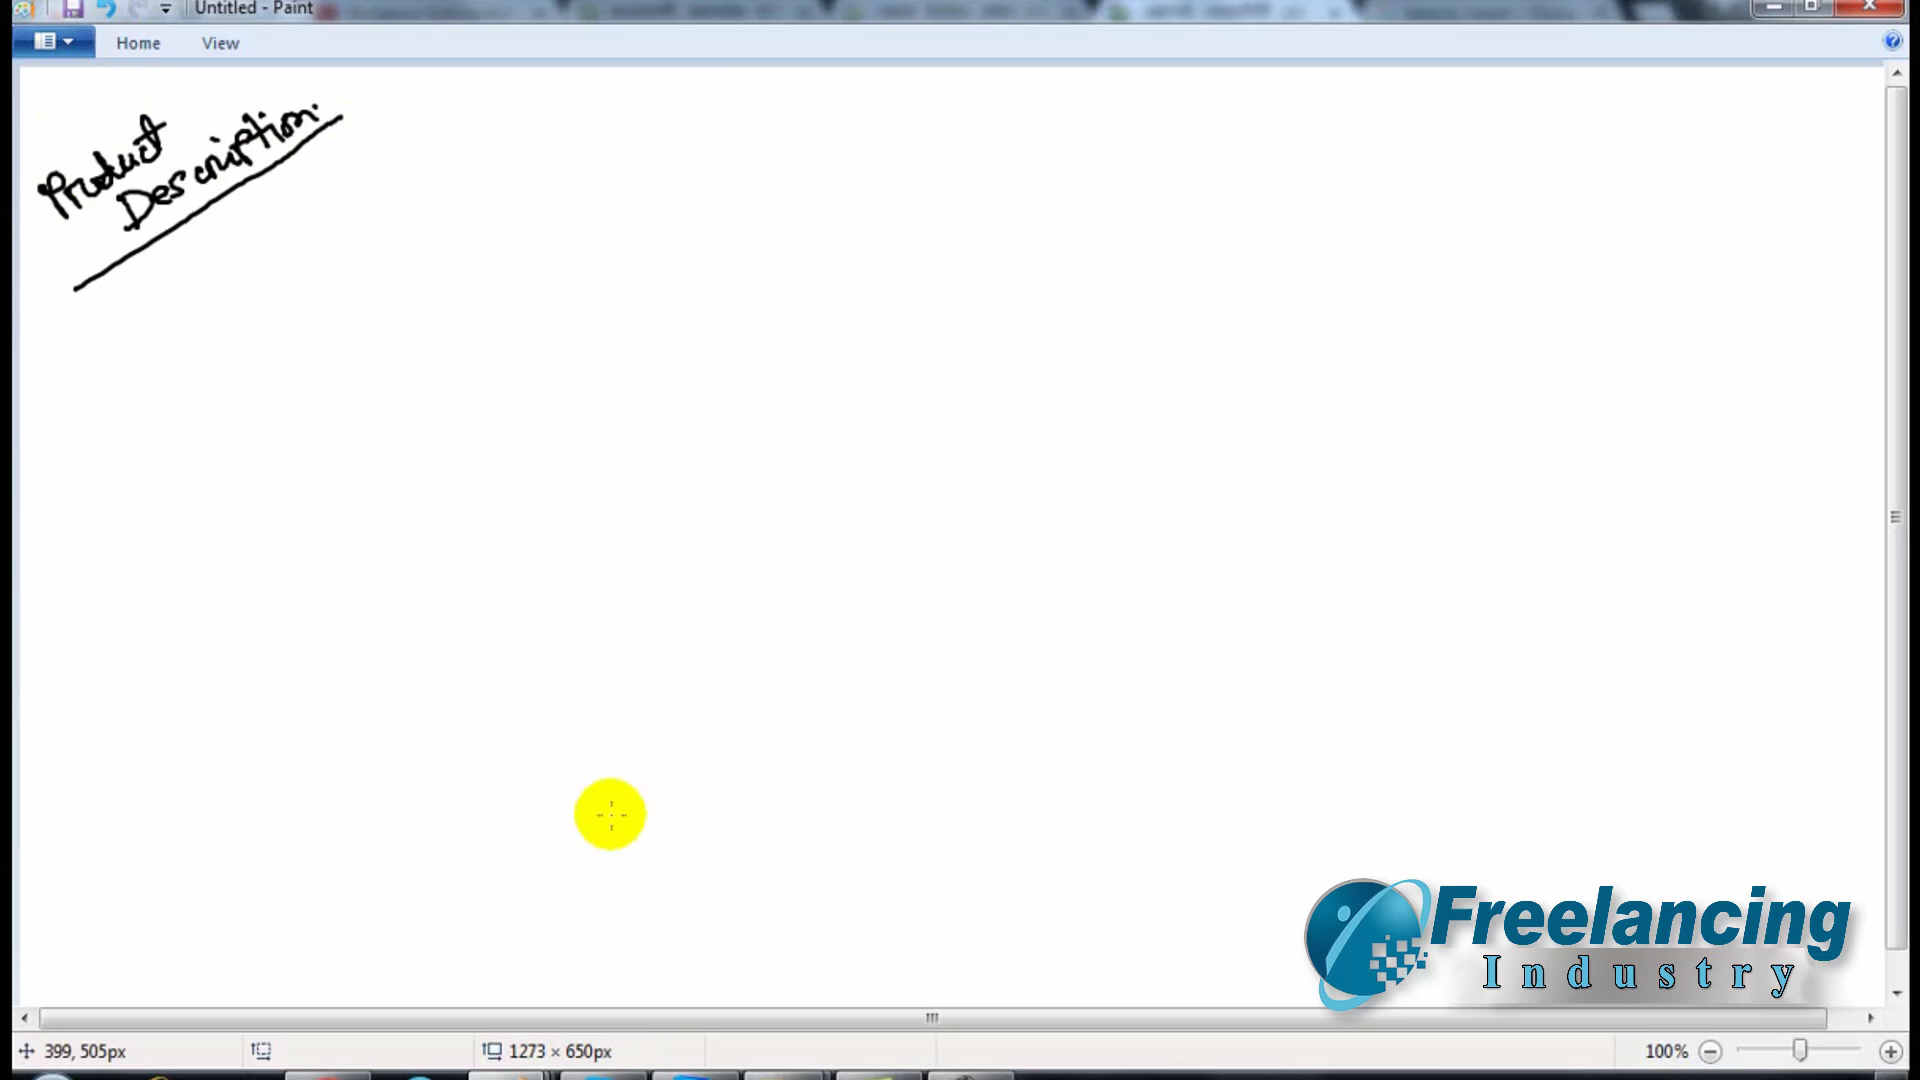 Untitled - Paint
Home View
Product
Description.
Freelancing
Industry
399, 505px 1273 × 650px 100%